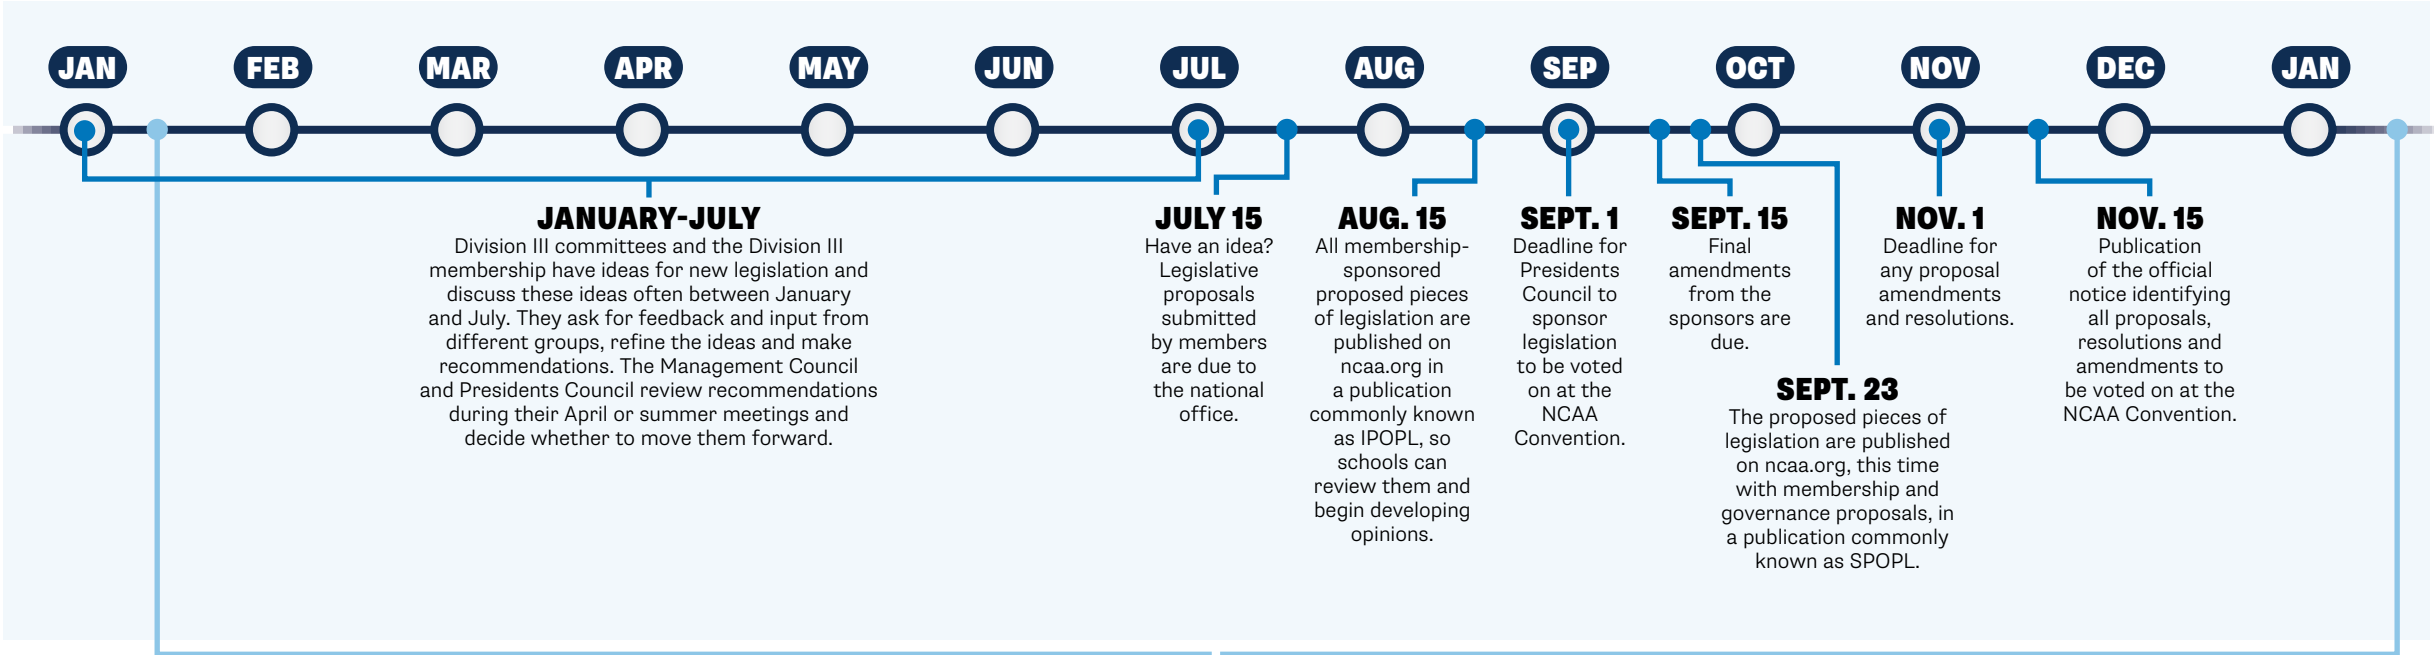 JAN
FEB
MAR
APR
MAY
JUN
JUL
AUG
SEP
OCT
NOV
DEC
JAN
JANUARY-JULY
Division III committees and the Division III
membership have ideas for new legislation and
discuss these ideas often between January
and July. They ask for feedback and input from
different groups, refine the ideas and make
recommendations. The Management Council
and Presidents Council review recommendations
during their April or summer meetings and
decide whether to move them forward.
JULY 15
Have an idea?
Legislative
proposals
submitted
by members
are due to
the national
office.
AUG. 15
All membership-
sponsored
proposed pieces
of legislation are
published on
ncaa.org in
a publication
commonly known
as IPOPL, so
schools can
review them and
begin developing
opinions.
SEPT. 1
Deadline for
Presidents
Council to
sponsor
legislation
to be voted
on at the
NCAA
Convention.
SEPT. 15
Final
amendments
from the
sponsors are
due.
SEPT. 23
The proposed pieces of
legislation are published
on ncaa.org, this time
with membership and
governance proposals, in
a publication commonly
known as SPOPL.
NOV. 1
Deadline for
any proposal
amendments
and resolutions.
NOV. 15
Publication
of the official
notice identifying
all proposals,
resolutions and
amendments to
be voted on at the
NCAA Convention.